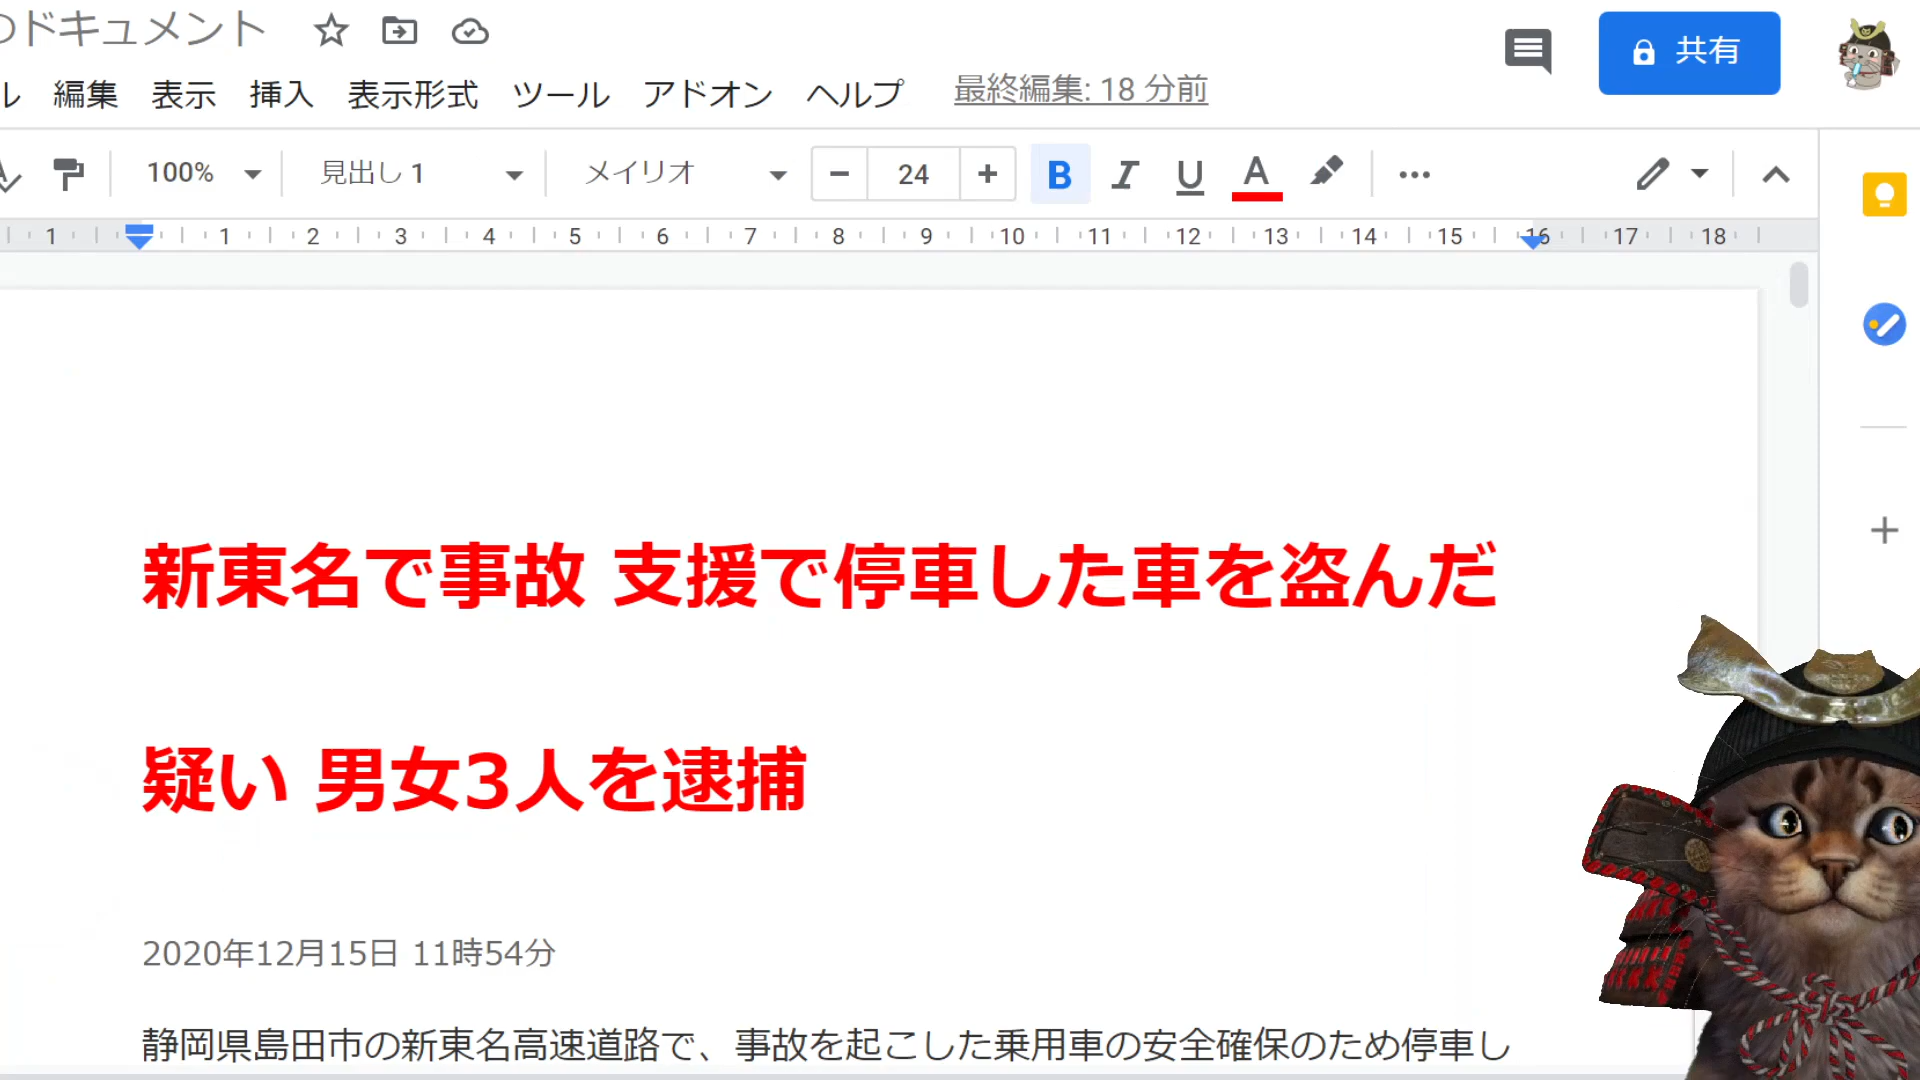 のドキュメント
ル 編集 表示 挿入 表示形式 ツール アドオン ヘルプ 最終編集: 18 分前
共有
100% 見出し 1 メイリオ − 24 + B I U A
1 1 2 3 4 5 6 7 8 9 10 11 12 13 14 15 16 17 18
新東名で事故 支援で停車した車を盗んだ
疑い 男女3人を逮捕
2020年12月15日 11時54分
静岡県島田市の新東名高速道路で、事故を起こした乗用車の安全確保のため停車し